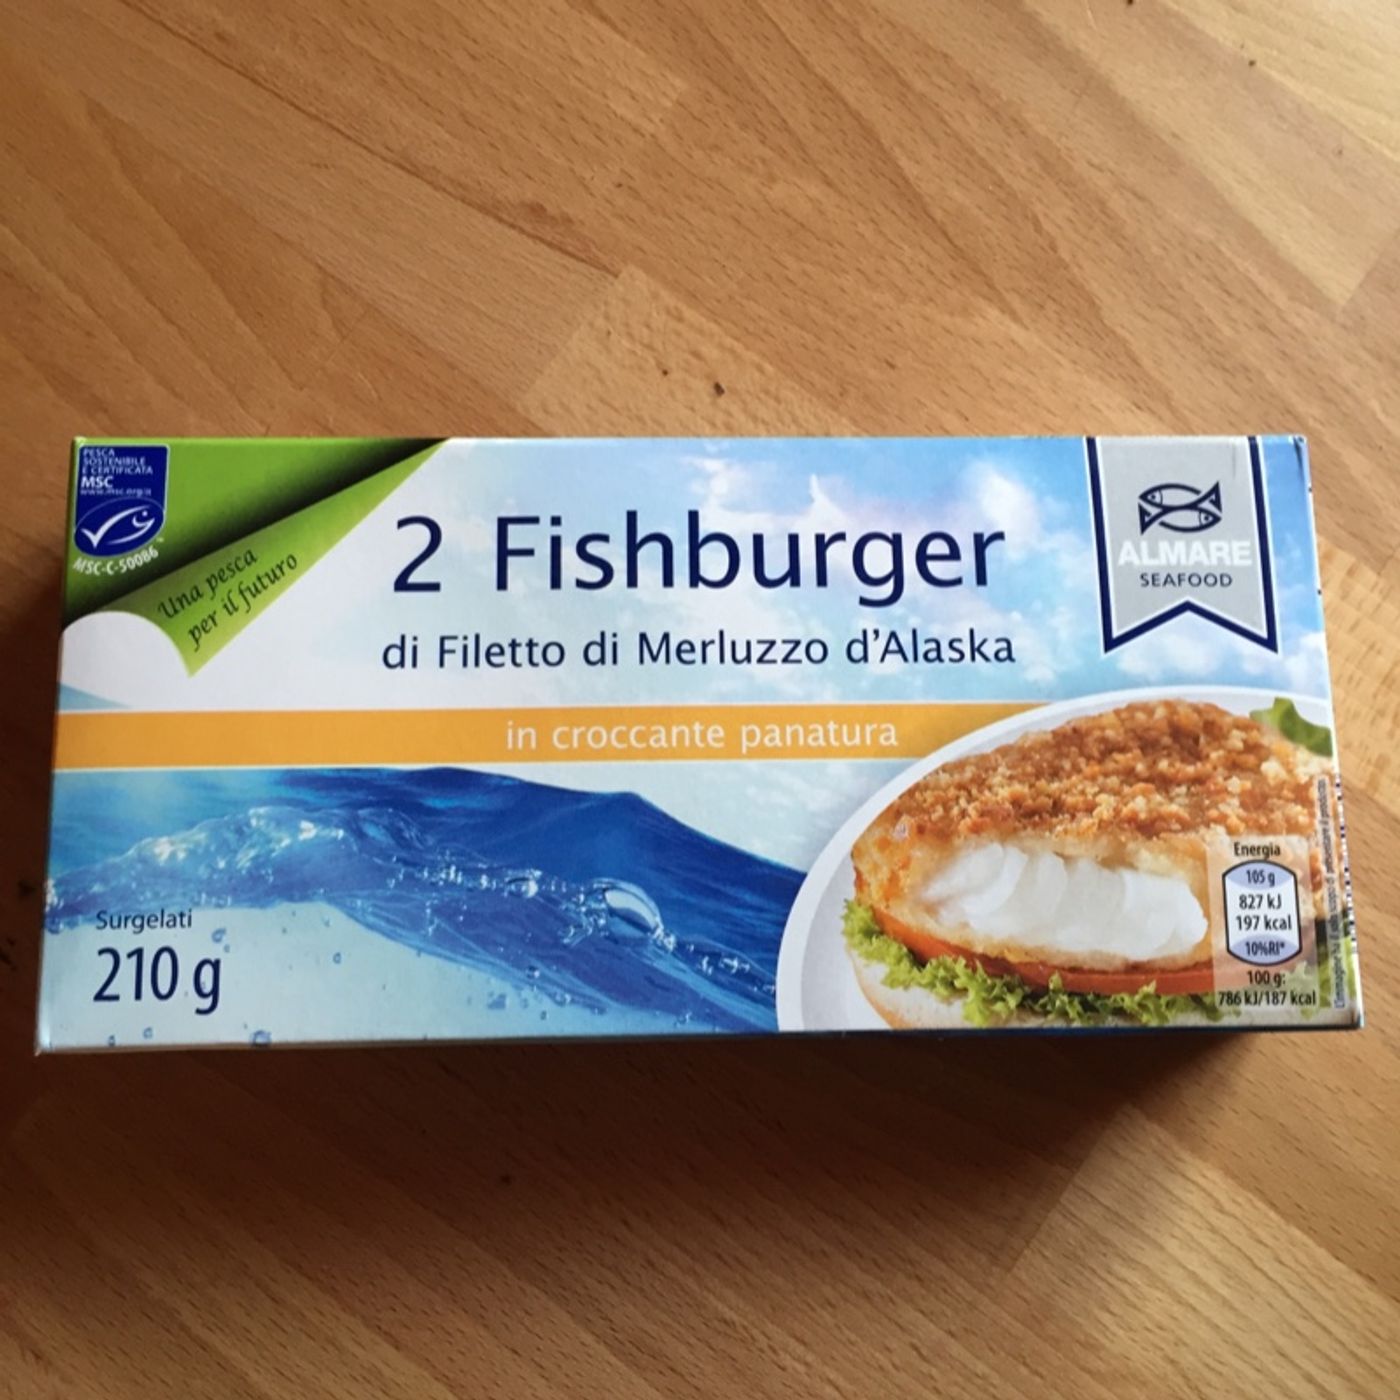 PESCA
SOSTENIBILE
E CERTIFICATA
MSC
www.msc.org/it
MSC-C-50086
Una pesca
per il futuro
2 Fishburger
di Filetto di Merluzzo d'Alaska
in croccante panatura
ALMARE
SEAFOOD
Surgelati
210 g
Energia
105 g
827 kJ
197 kcal
10%RI*
100 g:
786 kJ/187 kcal